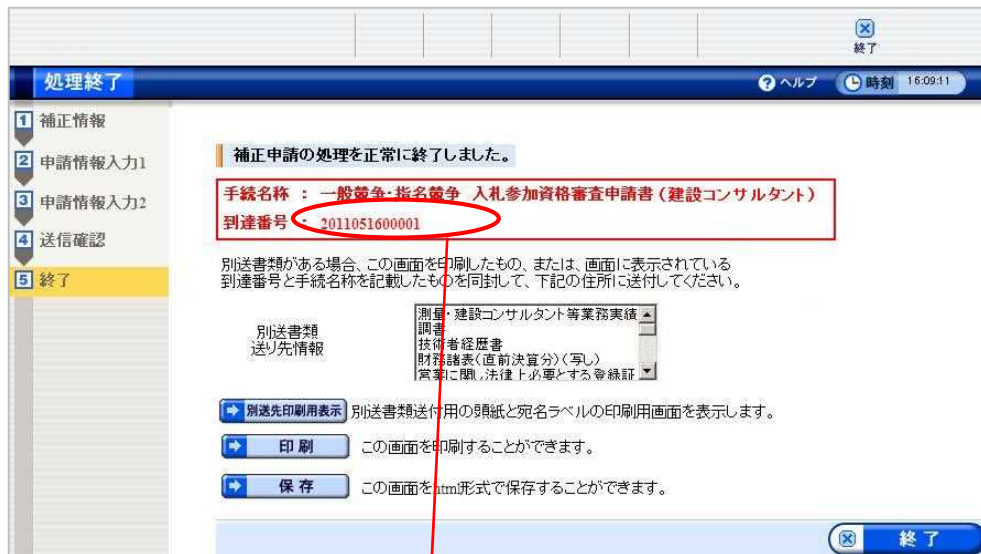 終了
処理終了
ヘルプ
時刻 16:09:11
1 補正情報
2 申請情報入力1
3 申請情報入力2
4 送信確認
5 終了
補正申請の処理を正常に終了しました。
手続名称 ： 一般競争・指名競争 入札参加資格審査申請書（建設コンサルタント）
到達番号 ： 2011051600001
別送書類がある場合、この画面を印刷したもの、または、画面に表示されている
到達番号と手続名称を記載したものを同封して、下記の住所に送付してください。
別送書類
送り先情報
測量・建設コンサルタント等業務実績
調書
技術者経歴書
財務諸表（直前決算分）（写し）
営業に関し法律上必要とする登録証
別送先印刷用表示 別送書類送付用の頭紙と宛名ラベルの印刷用画面を表示します。
印刷 この画面を印刷することができます。
保存 この画面をhtml形式で保存することができます。
終了